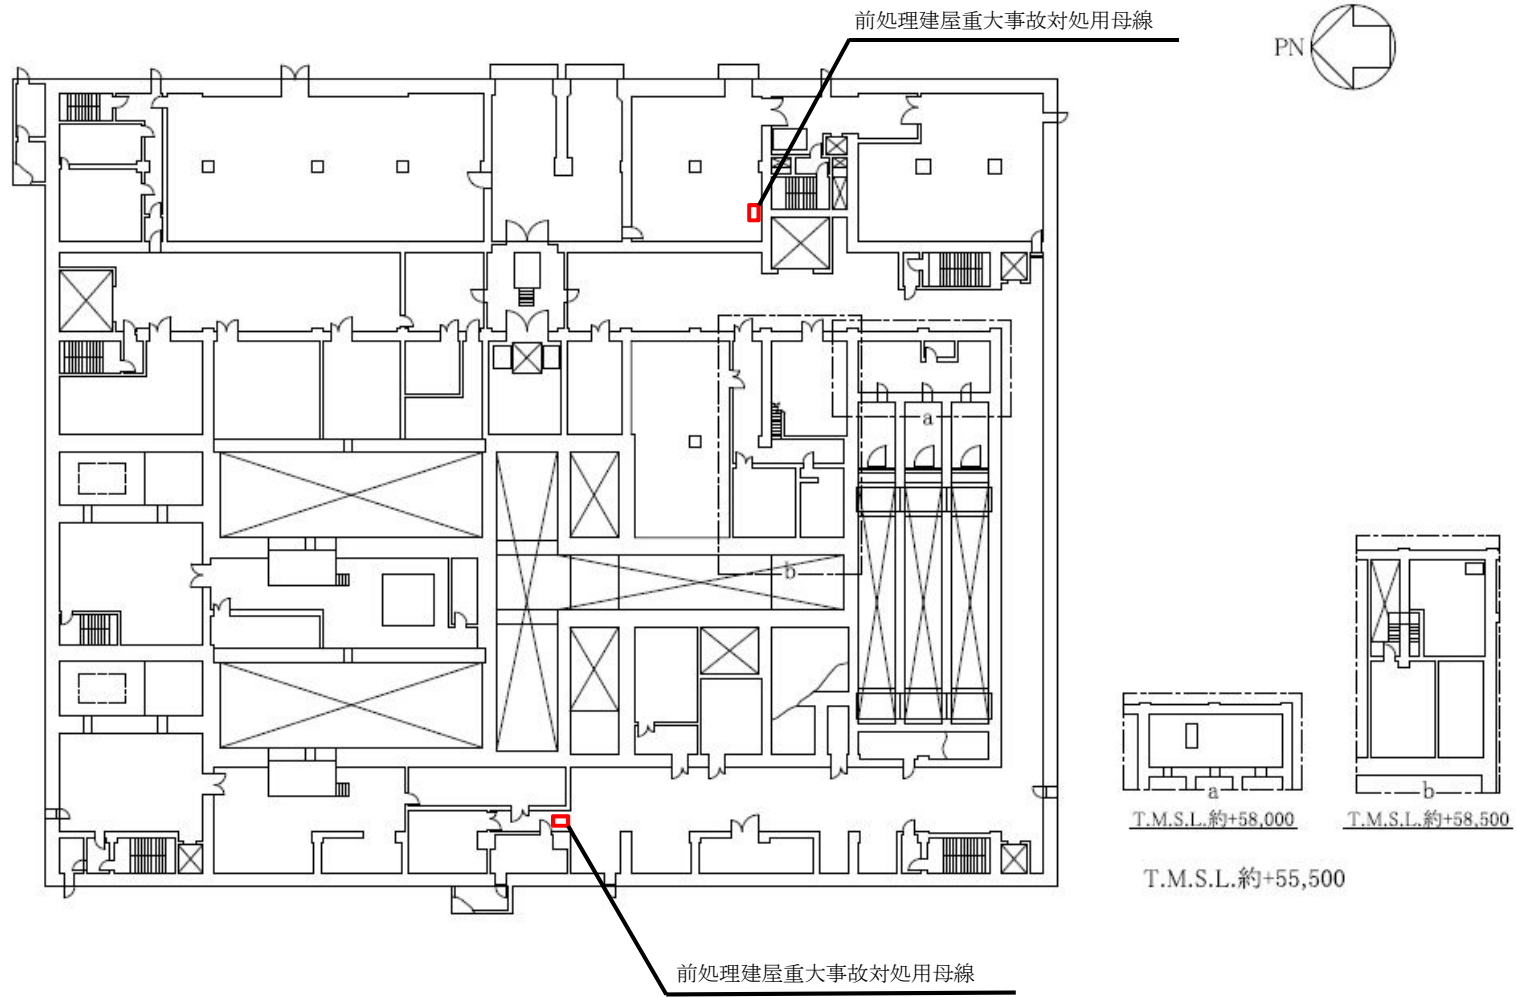 前処理建屋重大事故対処用母線
PN
a
b
a
T.M.S.L.約+58,000
b
T.M.S.L.約+58,500
T.M.S.L.約+55,500
前処理建屋重大事故対処用母線